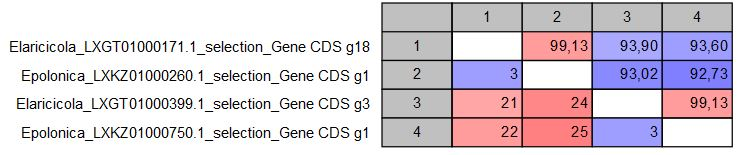 1 2 3 4
Elaricicola_LXGT01000171.1_selection_Gene CDS g18 1 99,13 93,90 93,60
Epolonica_LXKZ01000260.1_selection_Gene CDS g1 2 3 93,02 92,73
Elaricicola_LXGT01000399.1_selection_Gene CDS g3 3 21 24 99,13
Epolonica_LXKZ01000750.1_selection_Gene CDS g1 4 22 25 3